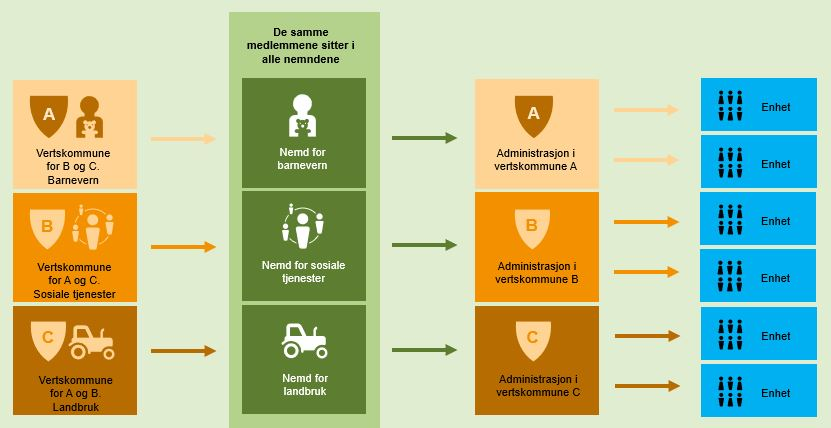 De samme
medlemmene sitter i
alle nemndene
A
Vertskommune
for B og C.
Barnevern
Nemd for
barnevern
A
Administrasjon i
vertskommune A
Enhet
Enhet
B
Vertskommune
for A og C.
Sosiale tjenester
Nemd for sosiale
tjenester
B
Administrasjon i
vertskommune B
Enhet
Enhet
C
Vertskommune
for A og B.
Landbruk
Nemd for
landbruk
C
Administrasjon i
vertskommune C
Enhet
Enhet